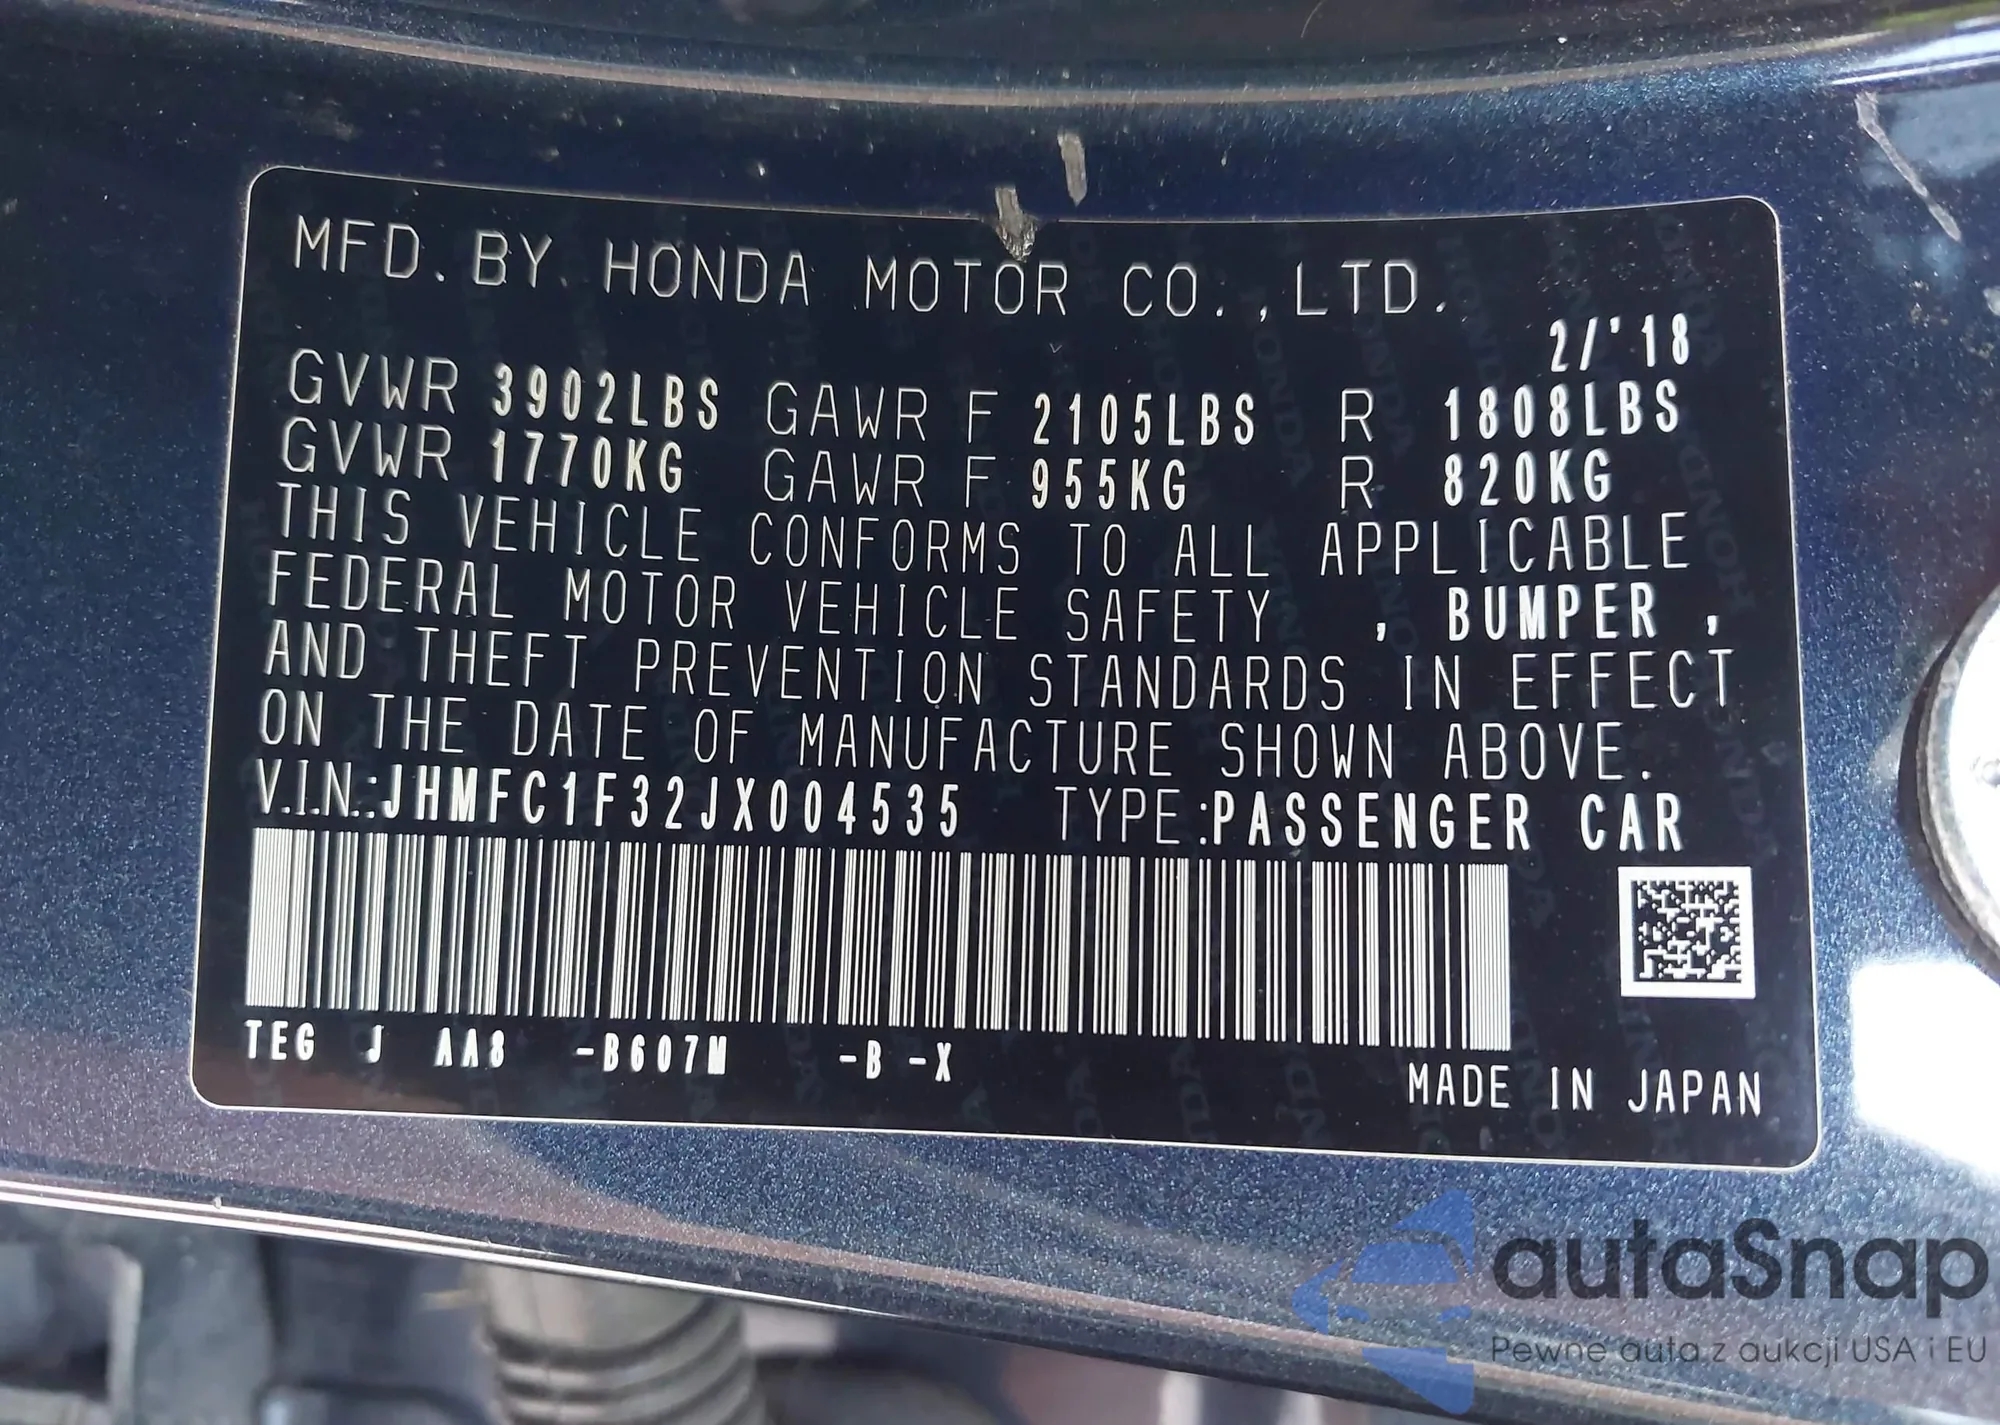 MFD. BY. HONDA MOTOR CO., LTD.
2/'18
GVWR 3902LBS GAWR F 2105LBS R 1808LBS
GVWR 1770KG GAWR F 955KG R 820KG
THIS VEHICLE CONFORMS TO ALL APPLICABLE
FEDERAL MOTOR VEHICLE SAFETY , BUMPER ,
AND THEFT PREVENTION STANDARDS IN EFFECT
ON THE DATE OF MANUFACTURE SHOWN ABOVE.
V.I.N.:JHMFC1F32JX004535 TYPE:PASSENGER CAR
TEG J AA8 -B607M -B -X
MADE IN JAPAN
autaSnap
Pewne auta z aukcji USA i EU